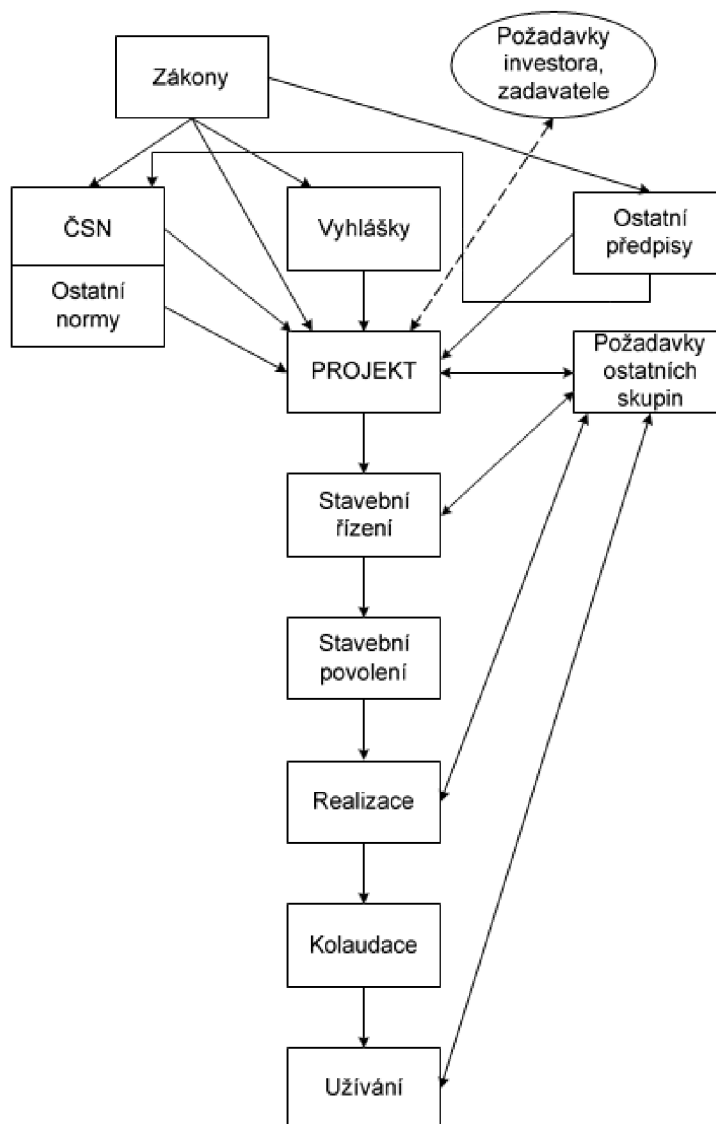 Zákony
Požadavky
investora,
zadavatele
ČSN
Vyhlášky
Ostatní
předpisy
Ostatní
normy
PROJEKT
Požadavky
ostatních
skupin
Stavební
řízení
Stavební
povolení
Realizace
Kolaudace
Užívání